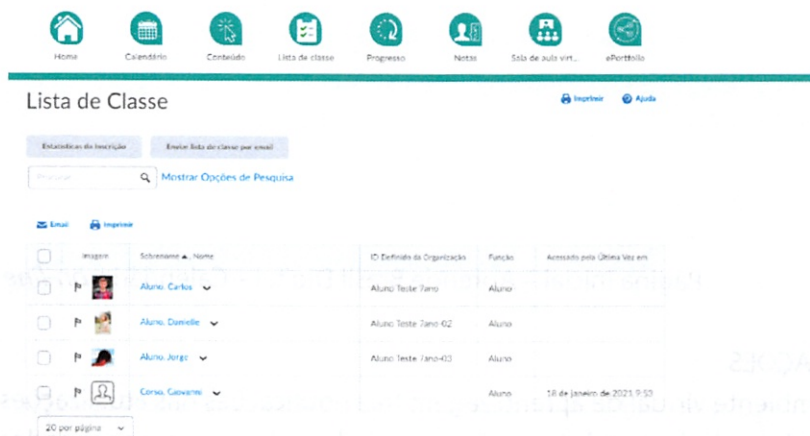 Home Calendário Conteúdo Lista de classe Progresso Notas Sala de aula virt... ePortfolio
Lista de Classe
Imprimir Ajuda
Estatísticas da Inscrição Enviar lista de classe por email
Mostrar Opções de Pesquisa
Email Imprimir
Imagem Sobrenome ▲, Nome ID Definido da Organização Função Acessado pela Última Vez em
Aluno, Carlos Aluno Teste 7ano Aluno
Aluno, Danielle Aluno Teste 7ano-02 Aluno
Aluno, Jorge Aluno Teste 7ano-03 Aluno
Corso, Giovanni Aluno 18 de janeiro de 2021 9:53
20 por página